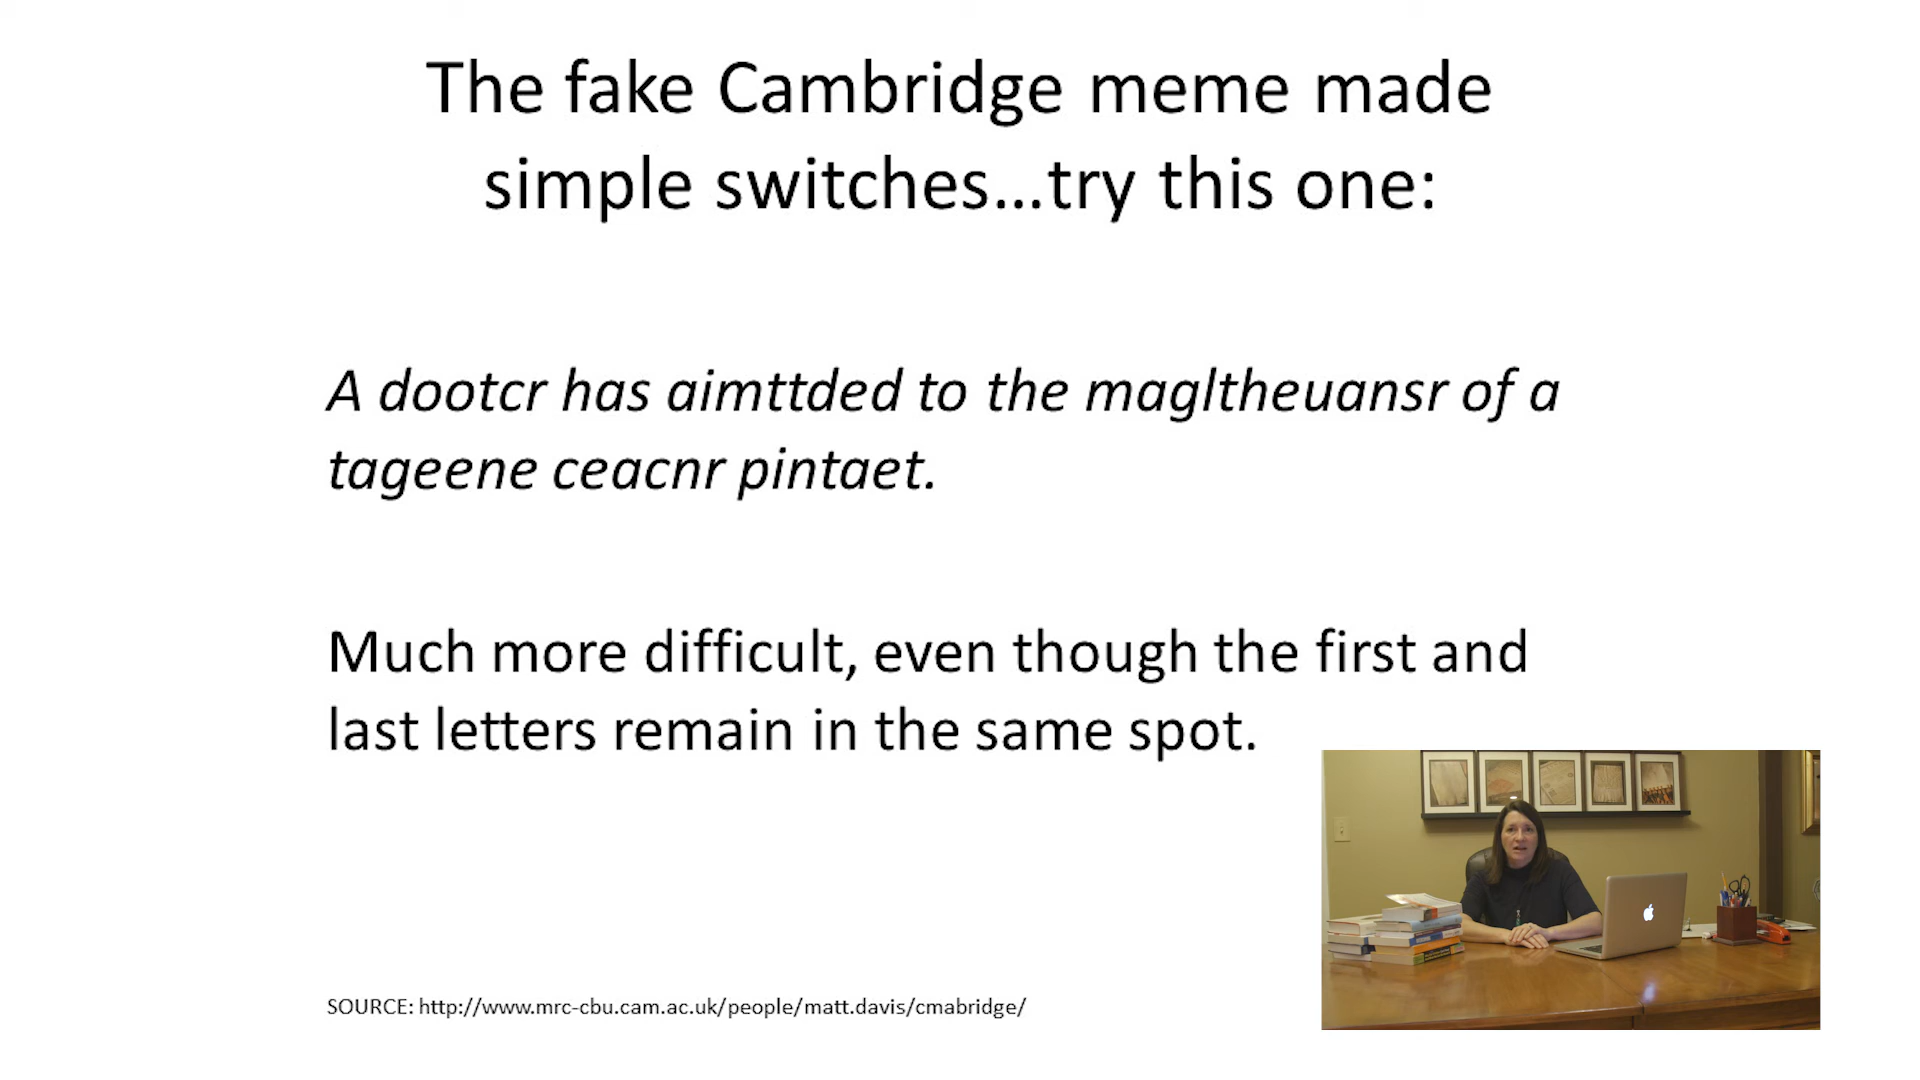 The fake Cambridge meme made
simple switches...try this one:
A dootcr has aimttded to the magltheuansr of a
tageene ceacnr pintaet.
Much more difficult, even though the first and
last letters remain in the same spot.
SOURCE: http://www.mrc-cbu.cam.ac.uk/people/matt.davis/cmabridge/